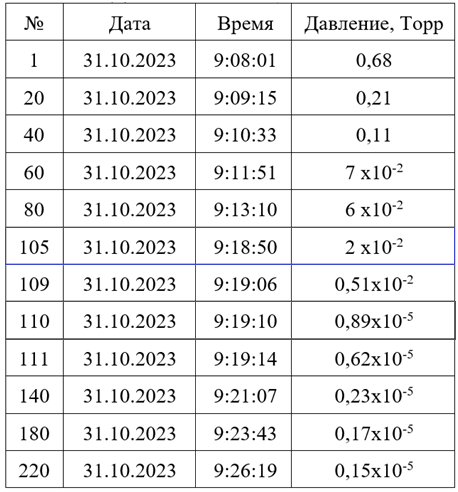 № Дата Время Давление, Торр
1 31.10.2023 9:08:01 0,68
20 31.10.2023 9:09:15 0,21
40 31.10.2023 9:10:33 0,11
60 31.10.2023 9:11:51 7 x10-2
80 31.10.2023 9:13:10 6 x10-2
105 31.10.2023 9:18:50 2 x10-2
109 31.10.2023 9:19:06 0,51x10-2
110 31.10.2023 9:19:10 0,89x10-5
111 31.10.2023 9:19:14 0,62x10-5
140 31.10.2023 9:21:07 0,23x10-5
180 31.10.2023 9:23:43 0,17x10-5
220 31.10.2023 9:26:19 0,15x10-5